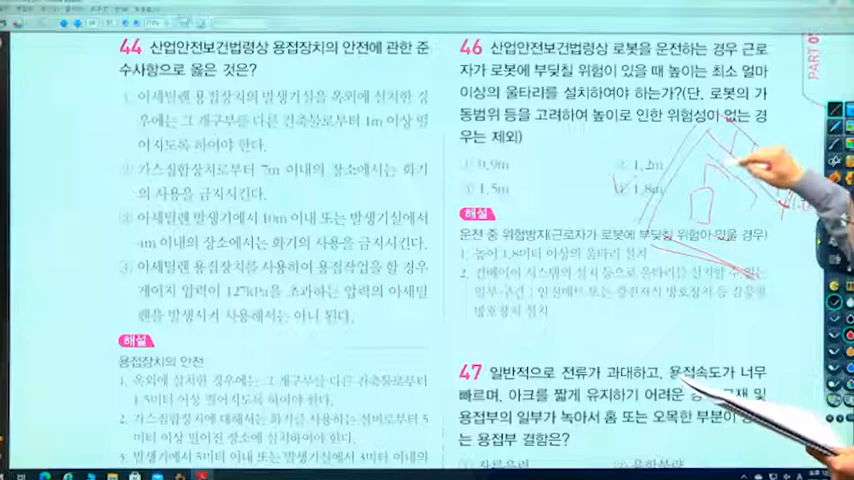 PART 0
44 산업안전보건법령상 용접장치의 안전에 관한 준
수사항으로 옳은 것은?
① 아세틸렌 용접장치의 발생기실을 옥외에 설치한 경
우에는 그 개구부를 다른 건축물로부터 1m 이상 떨
어지도록 하여야 한다.
② 가스집합장치로부터 7m 이내의 장소에서는 화기
의 사용을 금지시킨다.
③ 아세틸렌 발생기에서 10m 이내 또는 발생기실에서
4m 이내의 장소에서는 화기의 사용을 금지시킨다.
④ 아세틸렌 용접장치를 사용하여 용접작업을 할 경우
게이지 압력이 127kPa을 초과하는 압력의 아세틸
렌을 발생시켜 사용해서는 아니 된다.
해설
용접장치의 안전
1. 옥외에 설치한 경우에는 그 개구부를 다른 건축물로부터
1.5미터 이상 떨어지도록 하여야 한다.
2. 가스집합장치에 대해서는 화기를 사용하는 설비로부터 5
미터 이상 떨어진 장소에 설치하여야 한다.
3. 발생기에서 5미터 이내 또는 발생기실에서 3미터 이내의
46 산업안전보건법령상 로봇을 운전하는 경우 근로
자가 로봇에 부딪칠 위험이 있을 때 높이는 최소 얼마
이상의 울타리를 설치하여야 하는가?(단, 로봇의 가
동범위 등을 고려하여 높이로 인한 위험성이 없는 경
우는 제외)
① 0.9m ② 1.2m
③ 1.5m ④ 1.8m
해설
운전 중 위험방지(근로자가 로봇에 부딪칠 위험이 있을 경우)
1. 높이 1.8미터 이상의 울타리 설치
2. 컨베이어 시스템의 설치 등으로 울타리를 설치할 수 없는
일부 구간: 안전매트 또는 광전자식 방호장치 등 감응형
방호장치 설치
47 일반적으로 전류가 과대하고, 용접속도가 너무
빠르며, 아크를 짧게 유지하기 어려운 경우 모재 및
용접부의 일부가 녹아서 홈 또는 오목한 부분이
는 용접부 결함은?